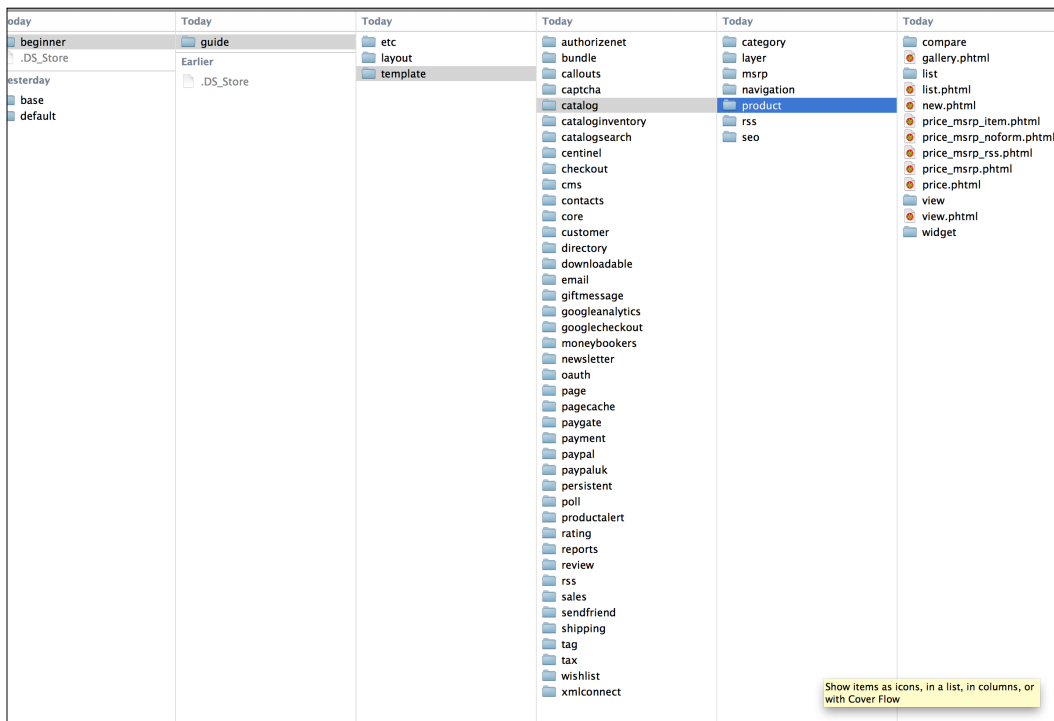 oday
beginner
.DS_Store
esterday
base
default
Today
guide
Earlier
.DS_Store
Today
etc
layout
template
Today
authorizenet
bundle
callouts
captcha
catalog
cataloginventory
catalogsearch
centinel
checkout
cms
contacts
core
customer
directory
downloadable
email
giftmessage
googleanalytics
googlecheckout
moneybookers
newsletter
oauth
page
pagecache
paygate
payment
paypal
paypaluk
persistent
poll
productalert
rating
reports
review
rss
sales
sendfriend
shipping
tag
tax
wishlist
xmlconnect
Today
category
layer
msrp
navigation
product
rss
seo
Today
compare
gallery.phtml
list
list.phtml
new.phtml
price_msrp_item.phtml
price_msrp_noform.phtml
price_msrp_rss.phtml
price_msrp.phtml
price.phtml
view
view.phtml
widget
Show items as icons, in a list, in columns, or
with Cover Flow